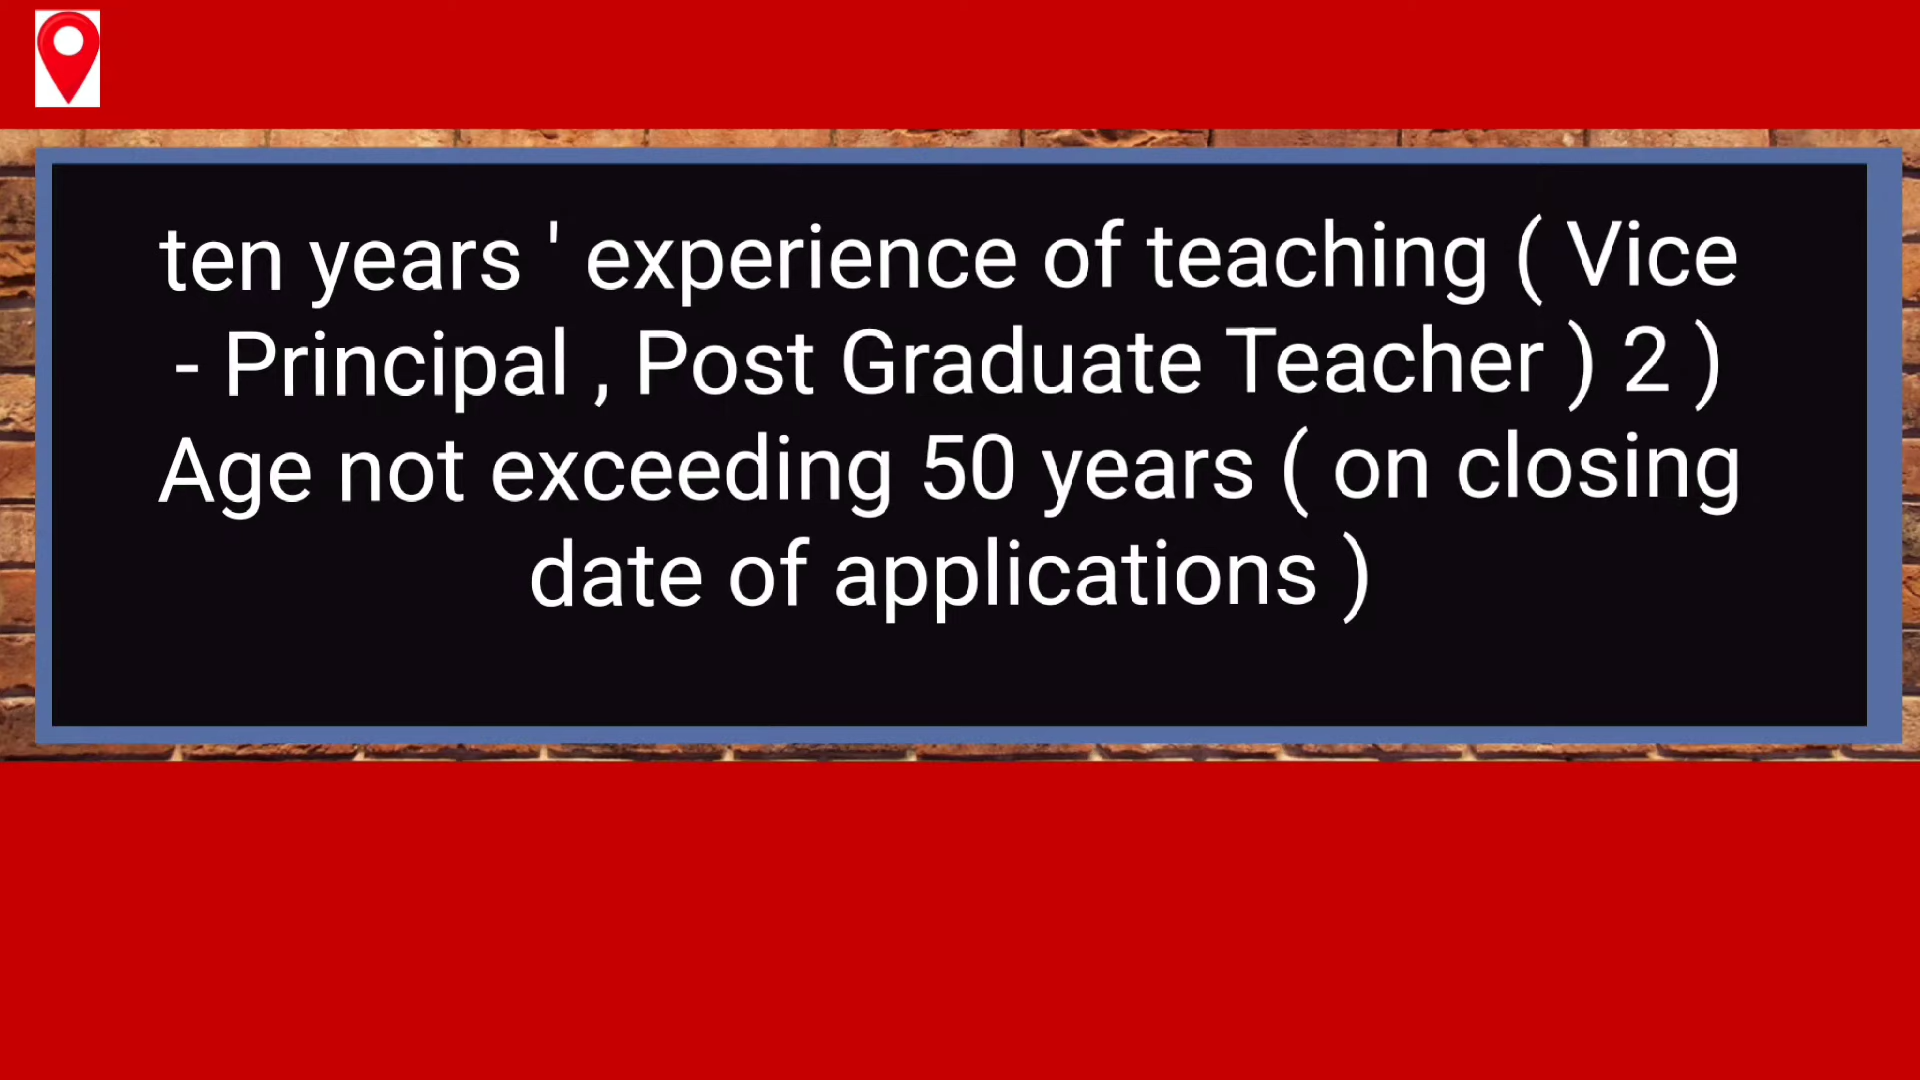 ten years ' experience of teaching ( Vice
- Principal , Post Graduate Teacher ) 2 )
Age not exceeding 50 years ( on closing
date of applications )